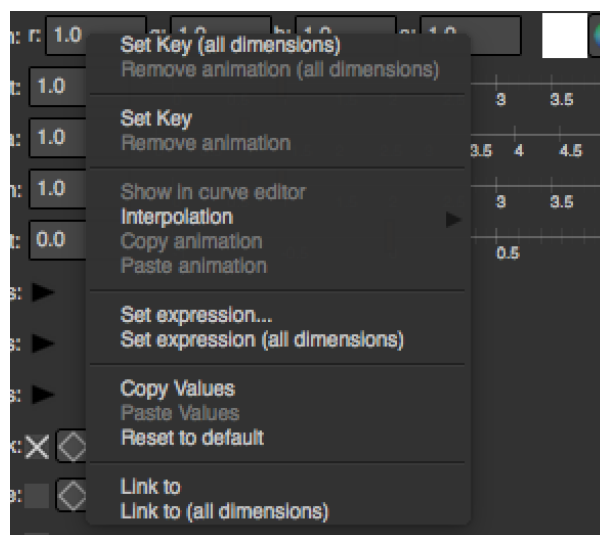 n: r: 1.0 g: 1.0 b: 1.0 a: 1.0
Set Key (all dimensions)
Remove animation (all dimensions)
t: 1.0
3 3.5
Set Key
a: 1.0
Remove animation
3.5 4 4.5
n: 1.0
Show in curve editor
3 3.5
Interpolation
t: 0.0
Copy animation
0.5
Paste animation
s:
Set expression...
s:
Set expression (all dimensions)
s:
Copy Values
Paste Values
Reset to default
Link to
Link to (all dimensions)